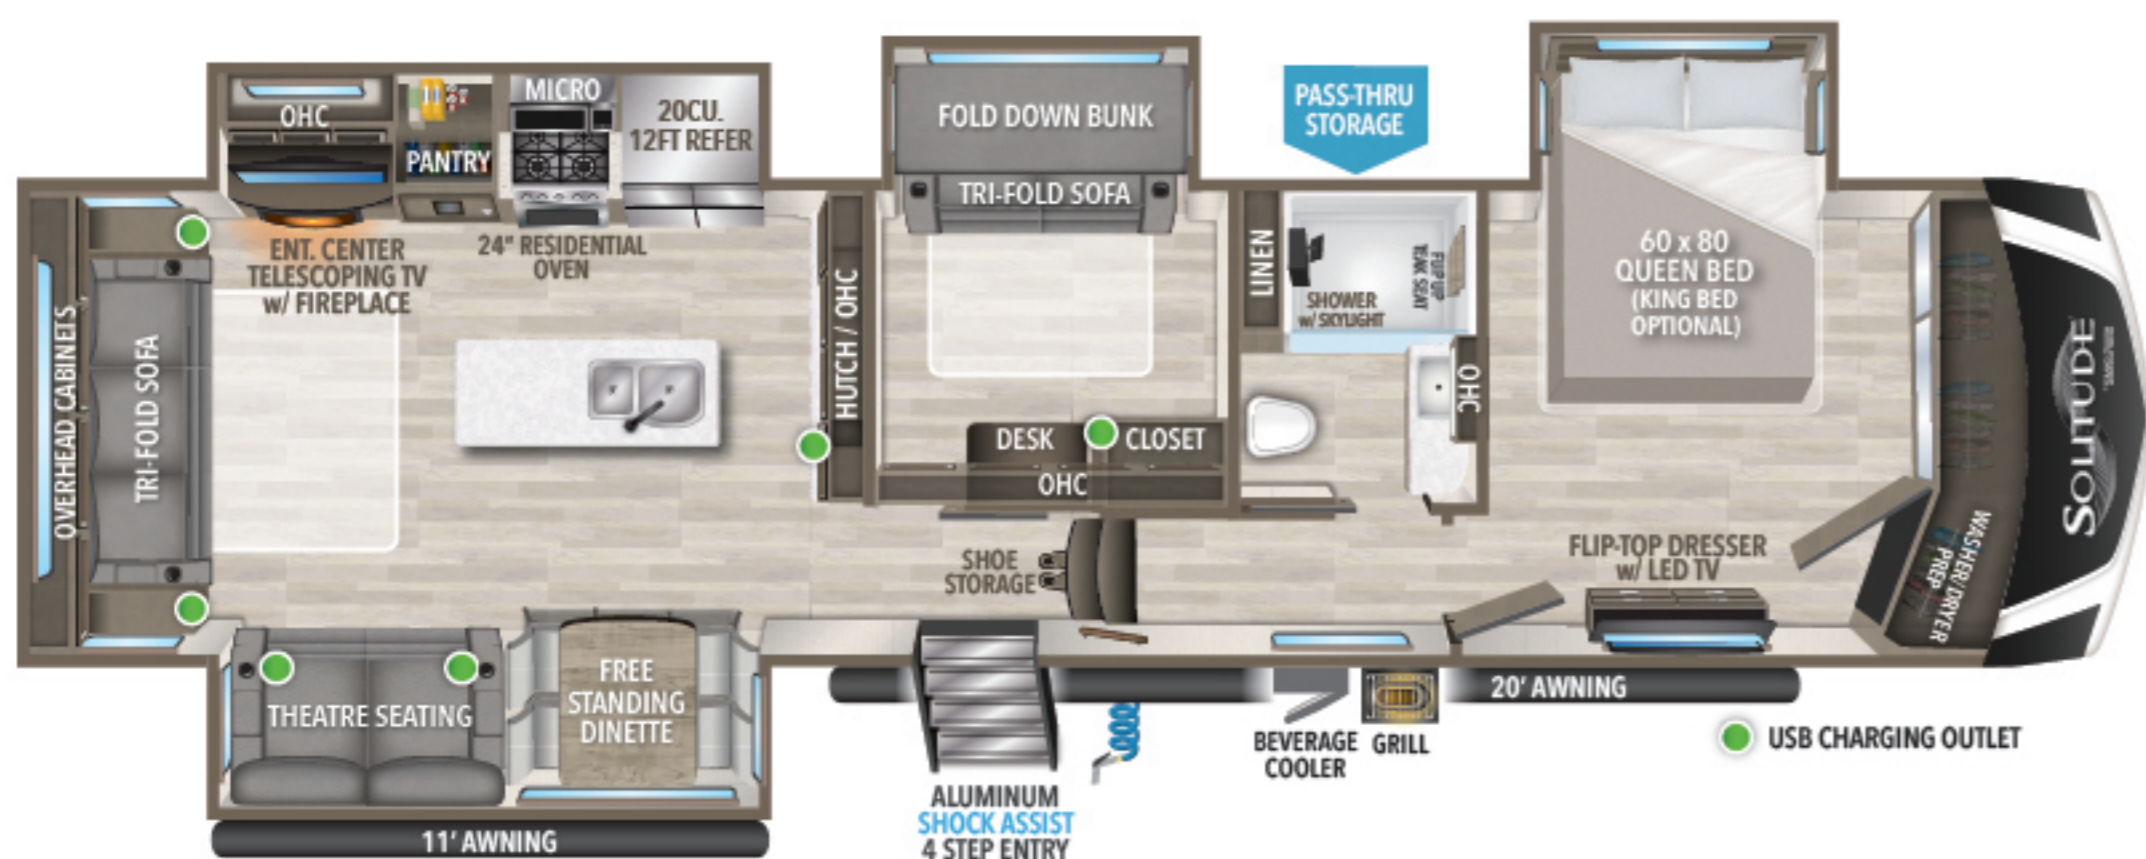 OHC
PANTRY
MICRO
20CU.
12FT REFER
ENT. CENTER
TELESCOPING TV
w/ FIREPLACE
24" RESIDENTIAL
OVEN
OVERHEAD CABINETS
TRI-FOLD SOFA
HUTCH / OHC
FOLD DOWN BUNK
TRI-FOLD SOFA
DESK
CLOSET
OHC
PASS-THRU
STORAGE
LINEN
SHOWER
w/ SKYLIGHT
FLIP UP
TEAK SEAT
OHC
60 x 80
QUEEN BED
(KING BED
OPTIONAL)
SHOE
STORAGE
FLIP-TOP DRESSER
w/ LED TV
WASHER/DRYER
PREP
SOLITUDE
THEATRE SEATING
FREE
STANDING
DINETTE
11' AWNING
ALUMINUM
SHOCK ASSIST
4 STEP ENTRY
BEVERAGE
COOLER
GRILL
20' AWNING
USB CHARGING OUTLET